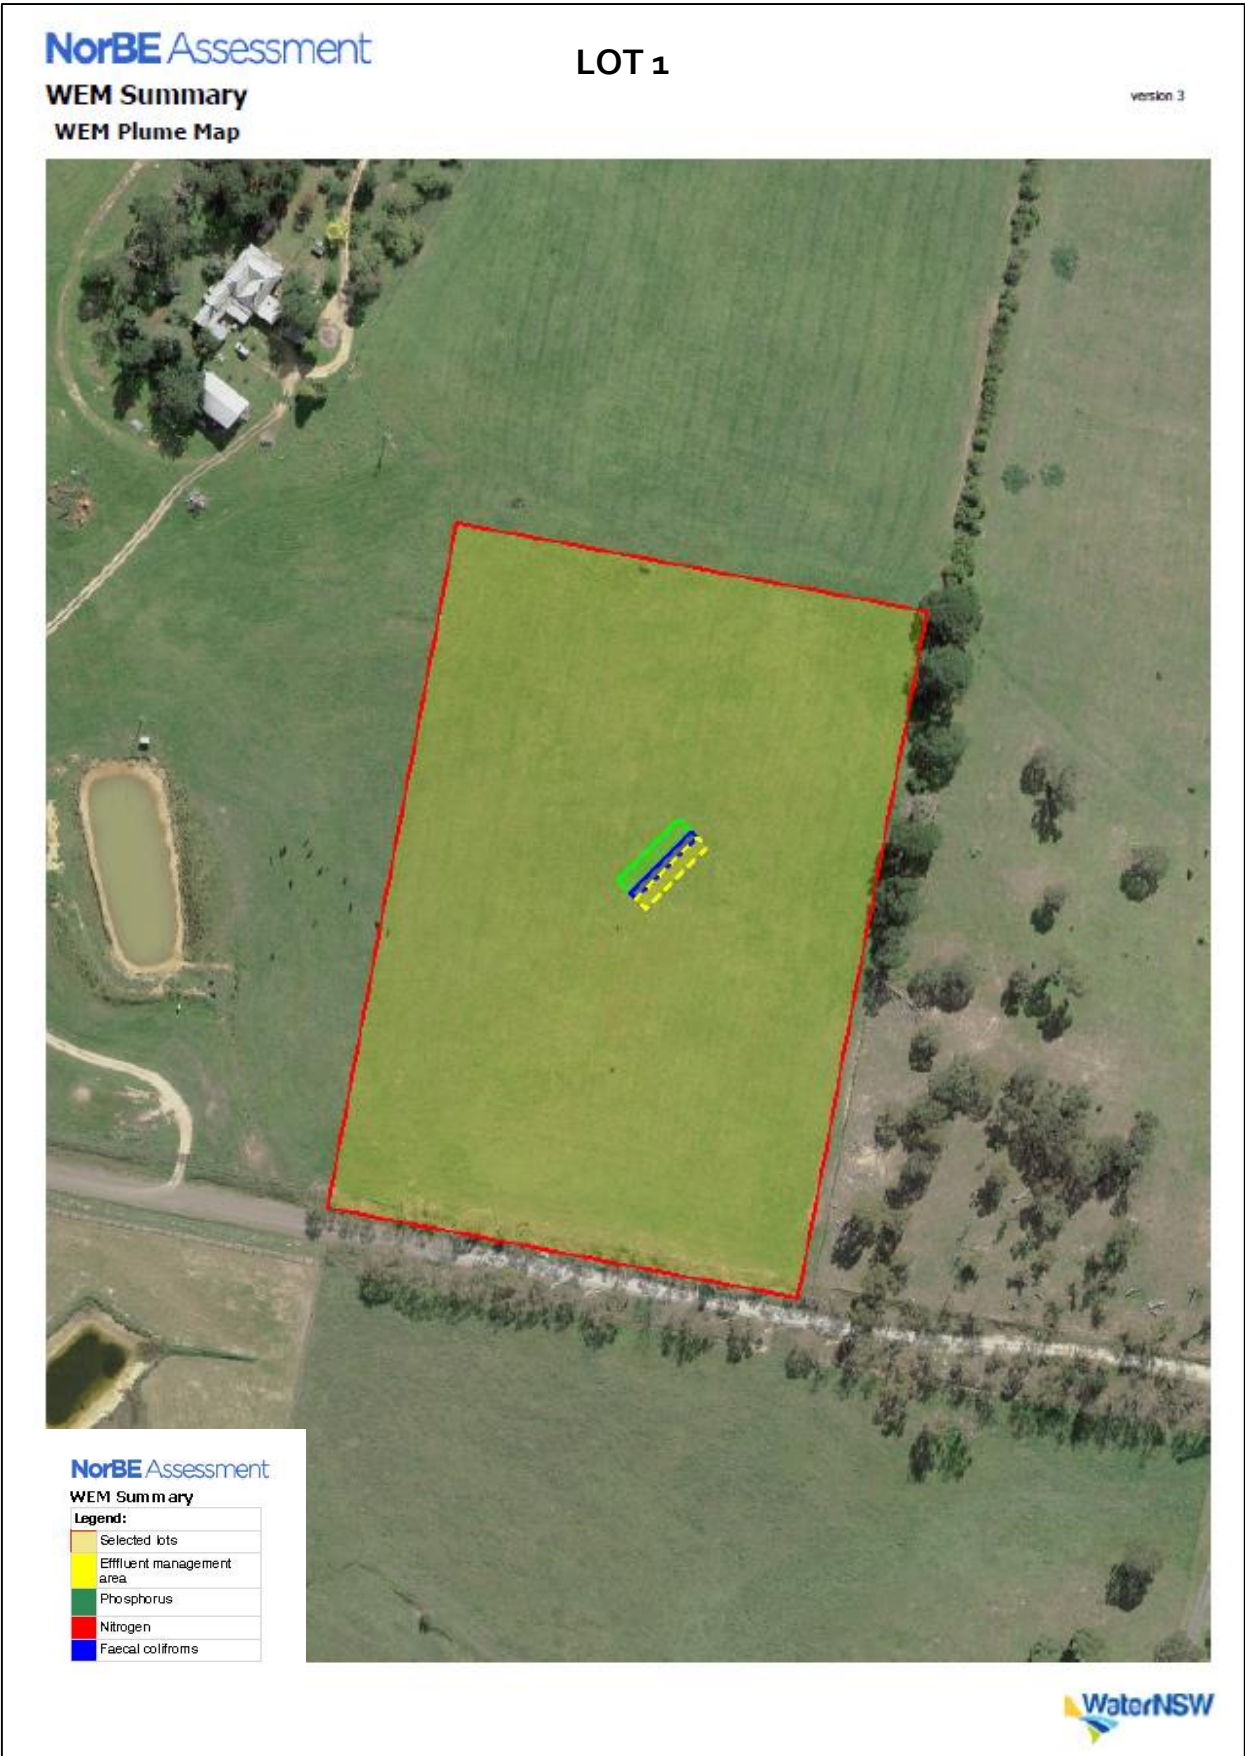 NorBE Assessment
LOT 1
WEM Summary
version 3
WEM Plume Map
NorBE Assessment
WEM Summary
Legend:
Selected lots
Efffluent management
area
Phosphorus
Nitrogen
Faecal colifroms
WaterNSW